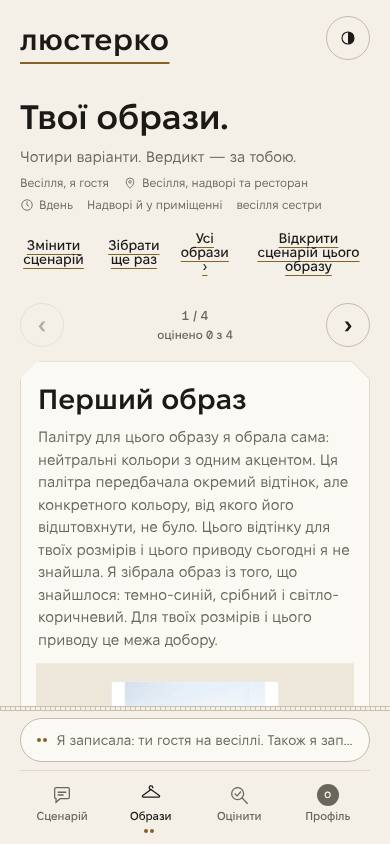 люстерко
Твої образи.
Чотири варіанти. Вердикт — за тобою.
Весілля, я гостя Весілля, надворі та ресторан
Вдень Надворі й у приміщенні весілля сестри
Змінити сценарій
Зібрати ще раз
Усі образи ›
Відкрити сценарій цього образу
‹
1 / 4
оцінено 0 з 4
›
Перший образ
Палітру для цього образу я обрала сама:
нейтральні кольори з одним акцентом. Ця
палітра передбачала окремий відтінок, але
конкретного кольору, від якого його
відштовхнути, не було. Цього відтінку для
твоїх розмірів і цього приводу сьогодні я не
знайшла. Я зібрала образ із того, що
знайшлося: темно-синій, срібний і світло-
коричневий. Для твоїх розмірів і цього
приводу це межа добору.
Я записала: ти гостя на весіллі. Також я зап…
Сценарій
Образи
Оцінити
О
Профіль